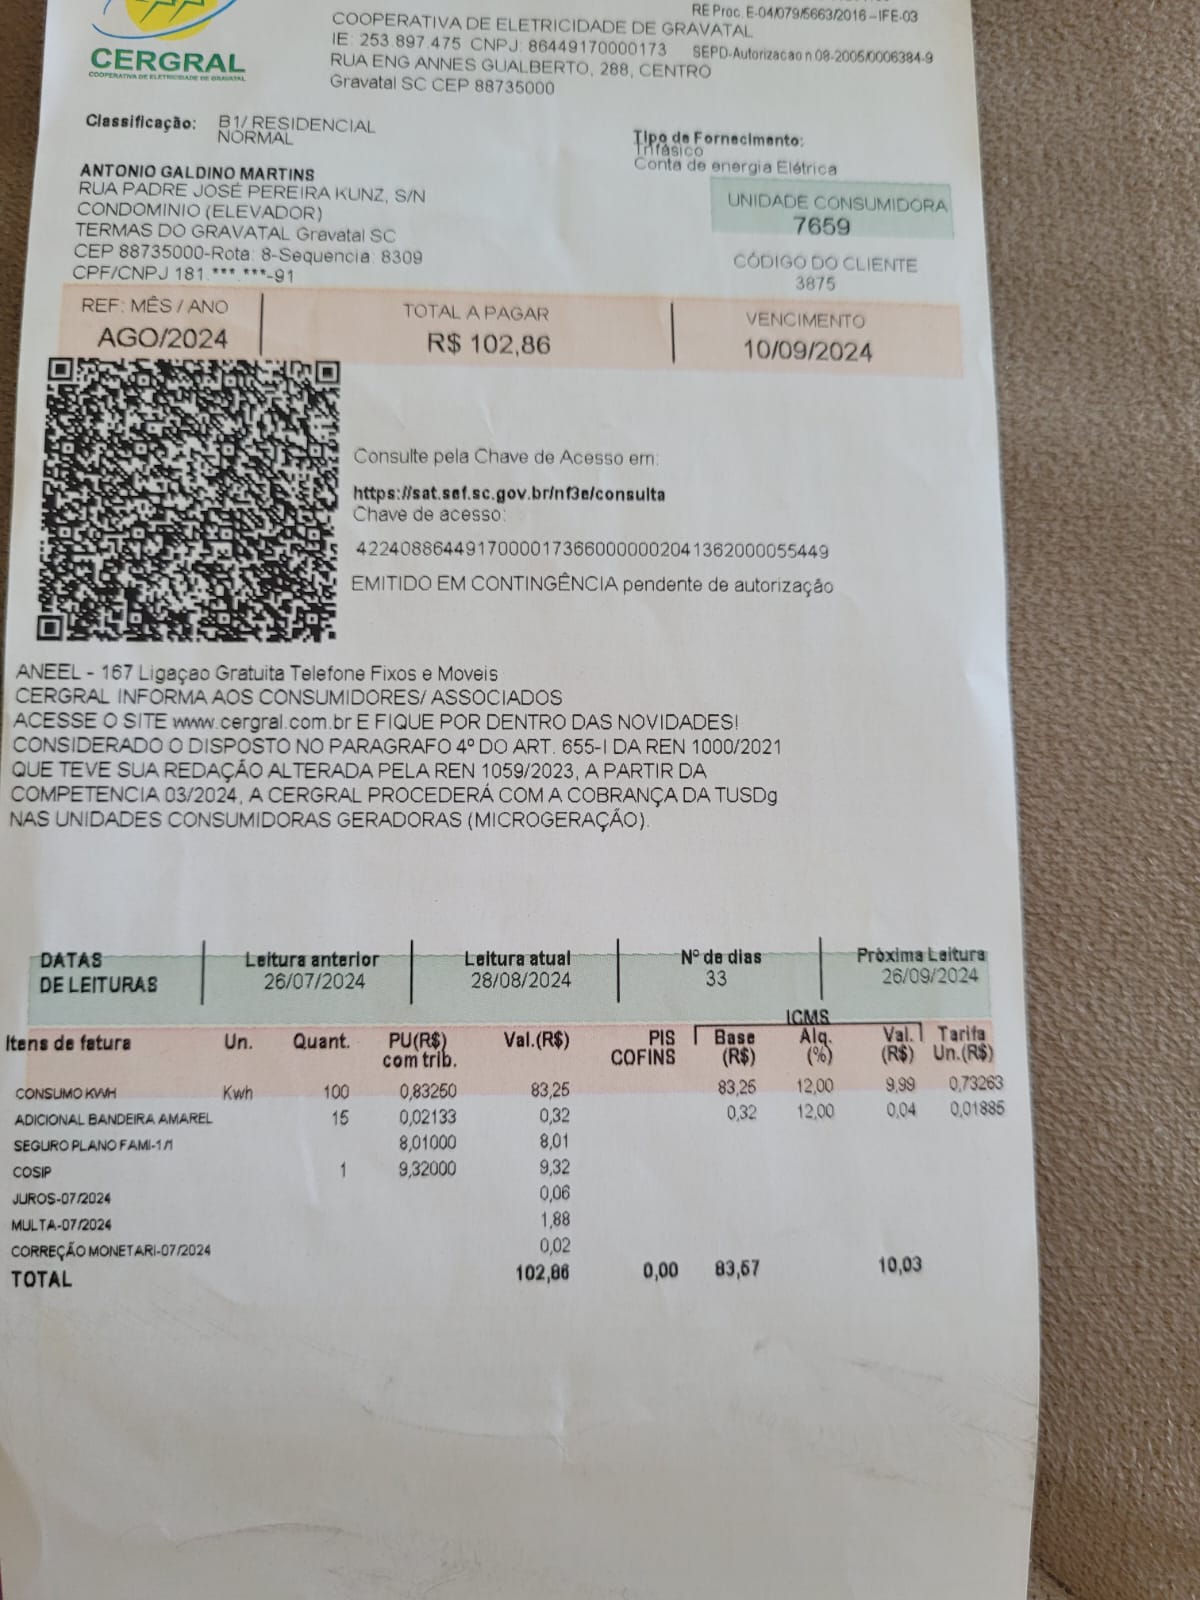 RE Proc. E-04/079/5663/2016 - IFE-03
COOPERATIVA DE ELETRICIDADE DE GRAVATAL
IE: 253.897.475 CNPJ: 86449170000173 SEPD-Autorizacao n 08-2005/0006384-9
RUA ENG ANNES GUALBERTO, 288, CENTRO
Gravatal SC CEP 88735000
CERGRAL
COOPERATIVA DE ELETRICIDADE DE GRAVATAL
Classificação: B1/ RESIDENCIAL
NORMAL
Tipo de Fornecimento:
Trifásico
Conta de energia Elétrica
ANTONIO GALDINO MARTINS
RUA PADRE JOSÉ PEREIRA KUNZ, S/N
CONDOMINIO (ELEVADOR)
TERMAS DO GRAVATAL Gravatal SC
CEP 88735000-Rota: 8-Sequencia: 8309
CPF/CNPJ 181.***.***-91
UNIDADE CONSUMIDORA
7659
CÓDIGO DO CLIENTE
3875
REF: MÊS / ANO TOTAL A PAGAR VENCIMENTO
AGO/2024 R$ 102,86 10/09/2024
Consulte pela Chave de Acesso em:
https://sat.sef.sc.gov.br/nf3e/consulta
Chave de acesso:
42240886449170000173660000002041362000055449
EMITIDO EM CONTINGÊNCIA pendente de autorização
ANEEL - 167 Ligaçao Gratuita Telefone Fixos e Moveis
CERGRAL INFORMA AOS CONSUMIDORES/ ASSOCIADOS
ACESSE O SITE www.cergral.com.br E FIQUE POR DENTRO DAS NOVIDADES!
CONSIDERADO O DISPOSTO NO PARAGRAFO 4º DO ART. 655-I DA REN 1000/2021
QUE TEVE SUA REDAÇÃO ALTERADA PELA REN 1059/2023, A PARTIR DA
COMPETENCIA 03/2024, A CERGRAL PROCEDERÁ COM A COBRANÇA DA TUSDg
NAS UNIDADES CONSUMIDORAS GERADORAS (MICROGERAÇÃO).
DATAS DE LEITURAS Leitura anterior Leitura atual Nº de dias Próxima Leitura
26/07/2024 28/08/2024 33 26/09/2024
ICMS
Itens de fatura Un. Quant. PU(R$) com trib. Val.(R$) PIS COFINS Base (R$) Alq. (%) Val. (R$) Tarifa Un.(R$)
CONSUMO KWH Kwh 100 0,83250 83,25 83,25 12,00 9,99 0,73263
ADICIONAL BANDEIRA AMAREL 15 0,02133 0,32 0,32 12,00 0,04 0,01885
SEGURO PLANO FAMI-1/1 8,01000 8,01
COSIP 1 9,32000 9,32
JUROS-07/2024 0,06
MULTA-07/2024 1,88
CORREÇÃO MONETARI-07/2024 0,02
TOTAL 102,86 0,00 83,57 10,03